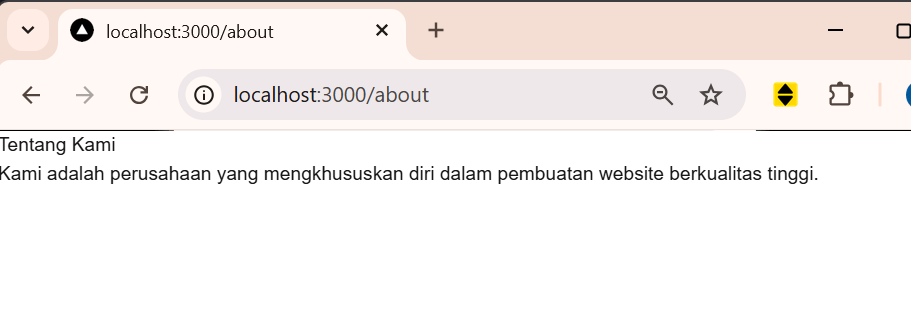 localhost:3000/about
localhost:3000/about
Tentang Kami
Kami adalah perusahaan yang mengkhususkan diri dalam pembuatan website berkualitas tinggi.